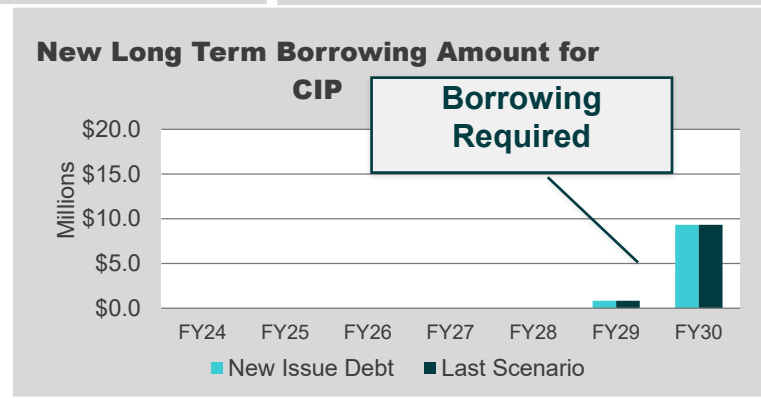 New Long Term Borrowing Amount for
CIP
Borrowing
Required
Millions
$20.0
$15.0
$10.0
$5.0
$0.0
FY24 FY25 FY26 FY27 FY28 FY29 FY30
New Issue Debt Last Scenario